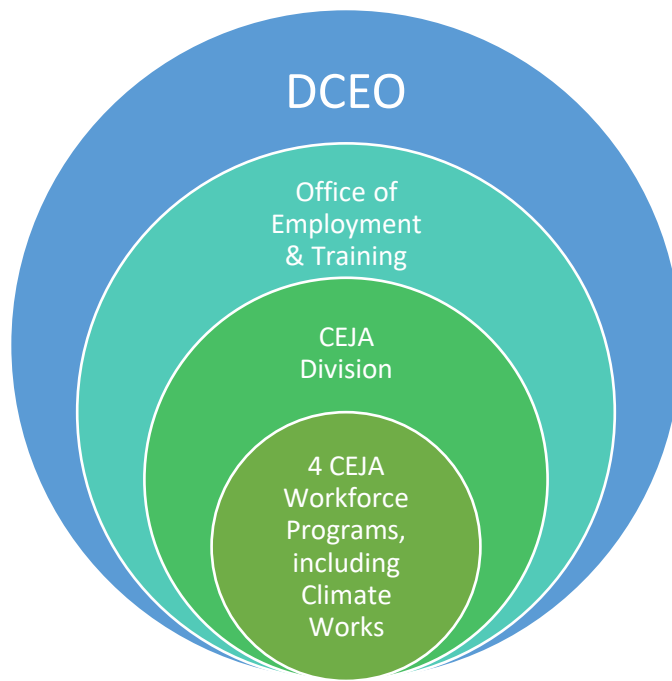 DCEO
Office of
Employment
& Training
CEJA
Division
4 CEJA
Workforce
Programs,
including
Climate
Works